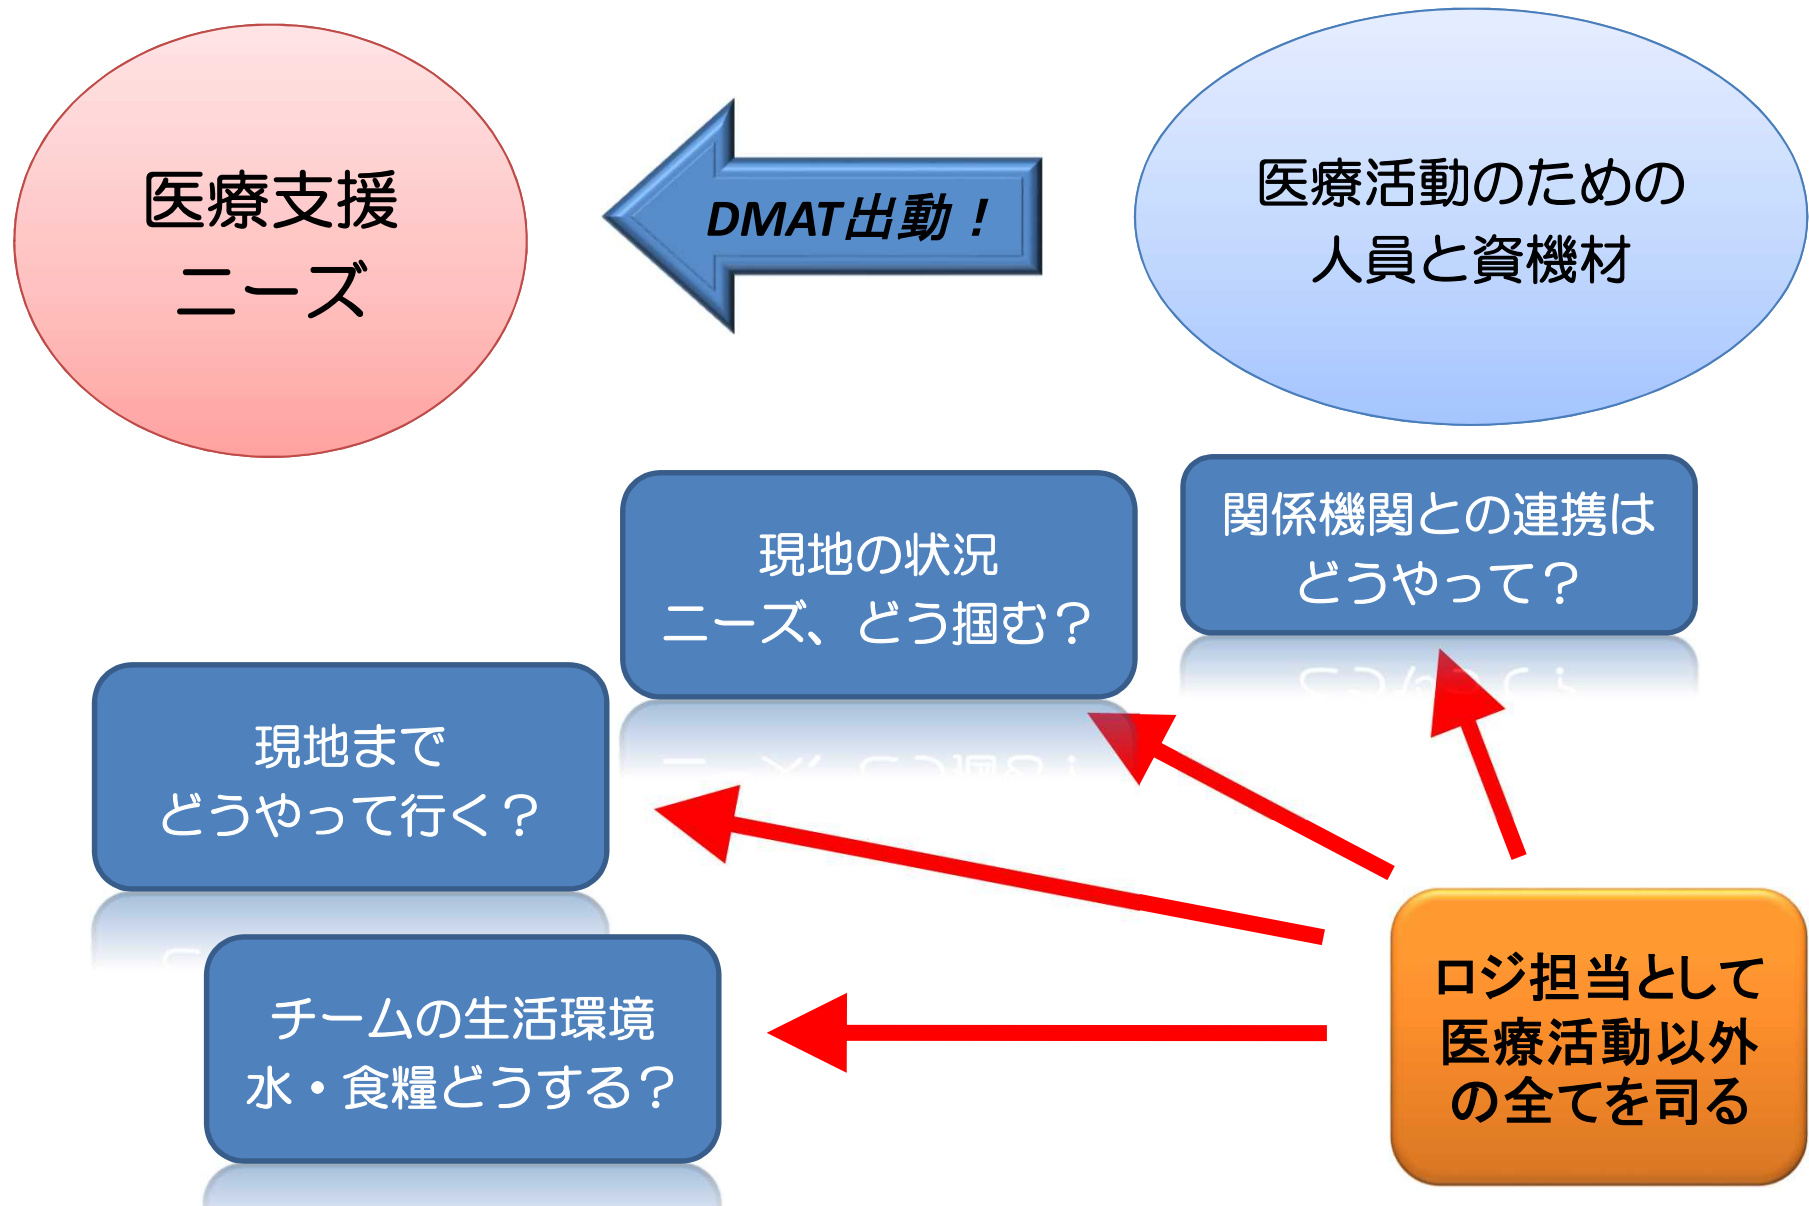 医療支援
ニーズ
DMAT出動！
医療活動のための
人員と資機材
関係機関との連携は
どうやって？
現地の状況
ニーズ、どう掴む？
現地まで
どうやって行く？
チームの生活環境
水・食糧どうする？
ロジ担当として
医療活動以外
の全てを司る